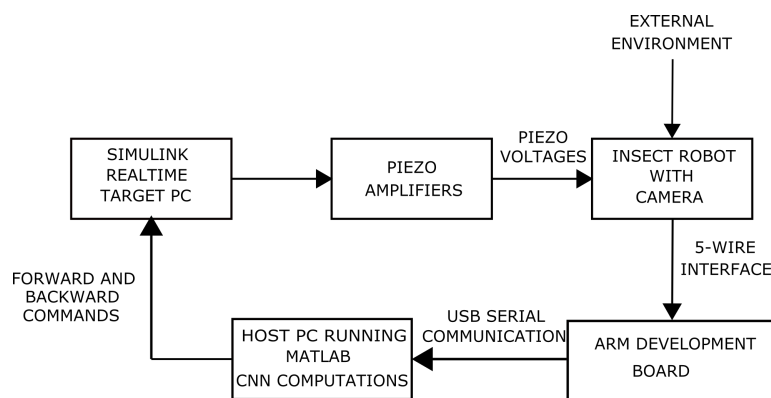 EXTERNAL
ENVIRONMENT
SIMULINK
REALTIME
TARGET PC
PIEZO
AMPLIFIERS
PIEZO
VOLTAGES
INSECT ROBOT
WITH
CAMERA
5-WIRE
INTERFACE
FORWARD AND
BACKWARD
COMMANDS
HOST PC RUNNING
MATLAB
CNN COMPUTATIONS
USB SERIAL
COMMUNICATION
ARM DEVELOPMENT
BOARD